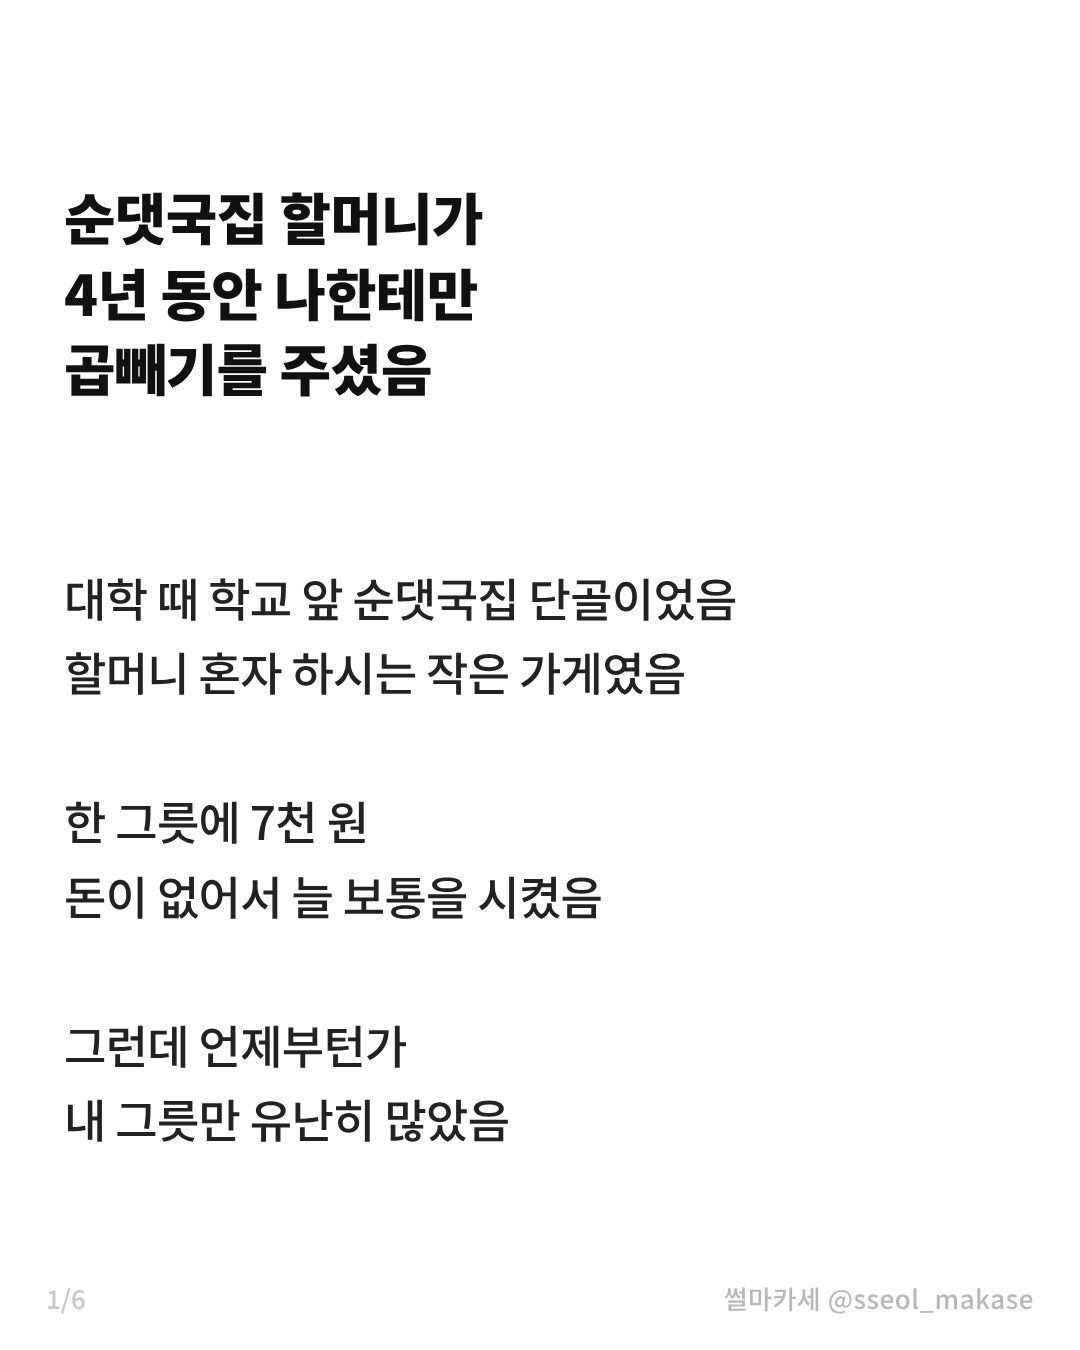 순댓국집 할머니가
4년 동안 나한테만
곱빼기를 주셨음
대학 때 학교 앞 순댓국집 단골이었음
할머니 혼자 하시는 작은 가게였음
한 그릇에 7천 원
돈이 없어서 늘 보통을 시켰음
그런데 언제부턴가
내 그릇만 유난히 많았음
1/6
썰마카세 @sseol_makase